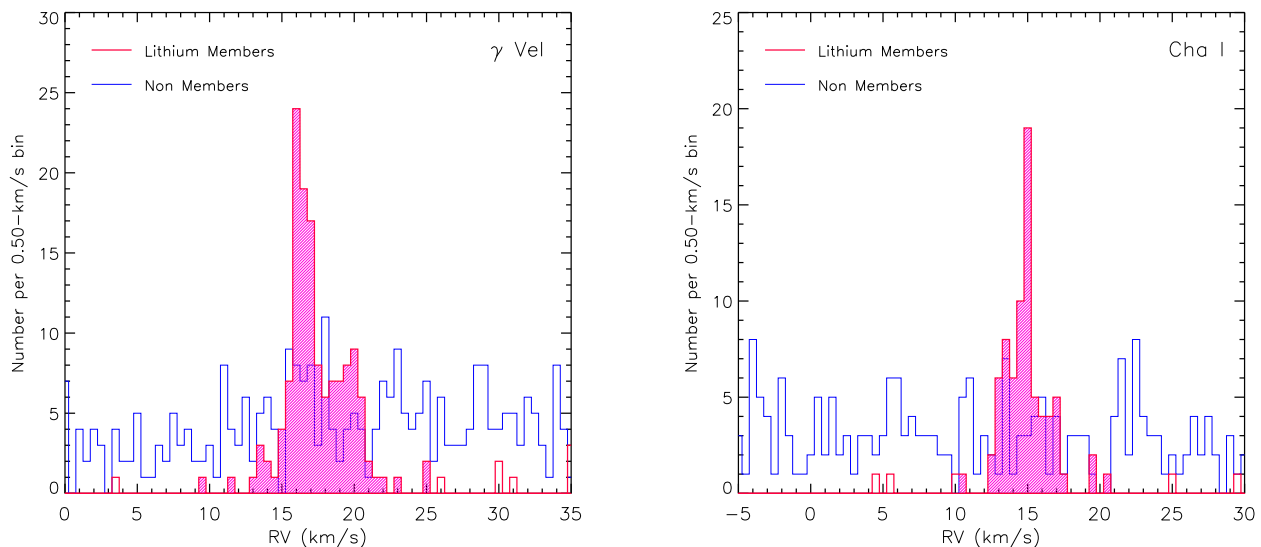 Lithium Members
Non Members
γ Vel
30
25
20
15
10
5
0
Number per 0.50-km/s bin
0 5 10 15 20 25 30 35
RV (km/s)
Lithium Members
Non Members
Cha I
25
20
15
10
5
0
Number per 0.50-km/s bin
-5 0 5 10 15 20 25 30
RV (km/s)